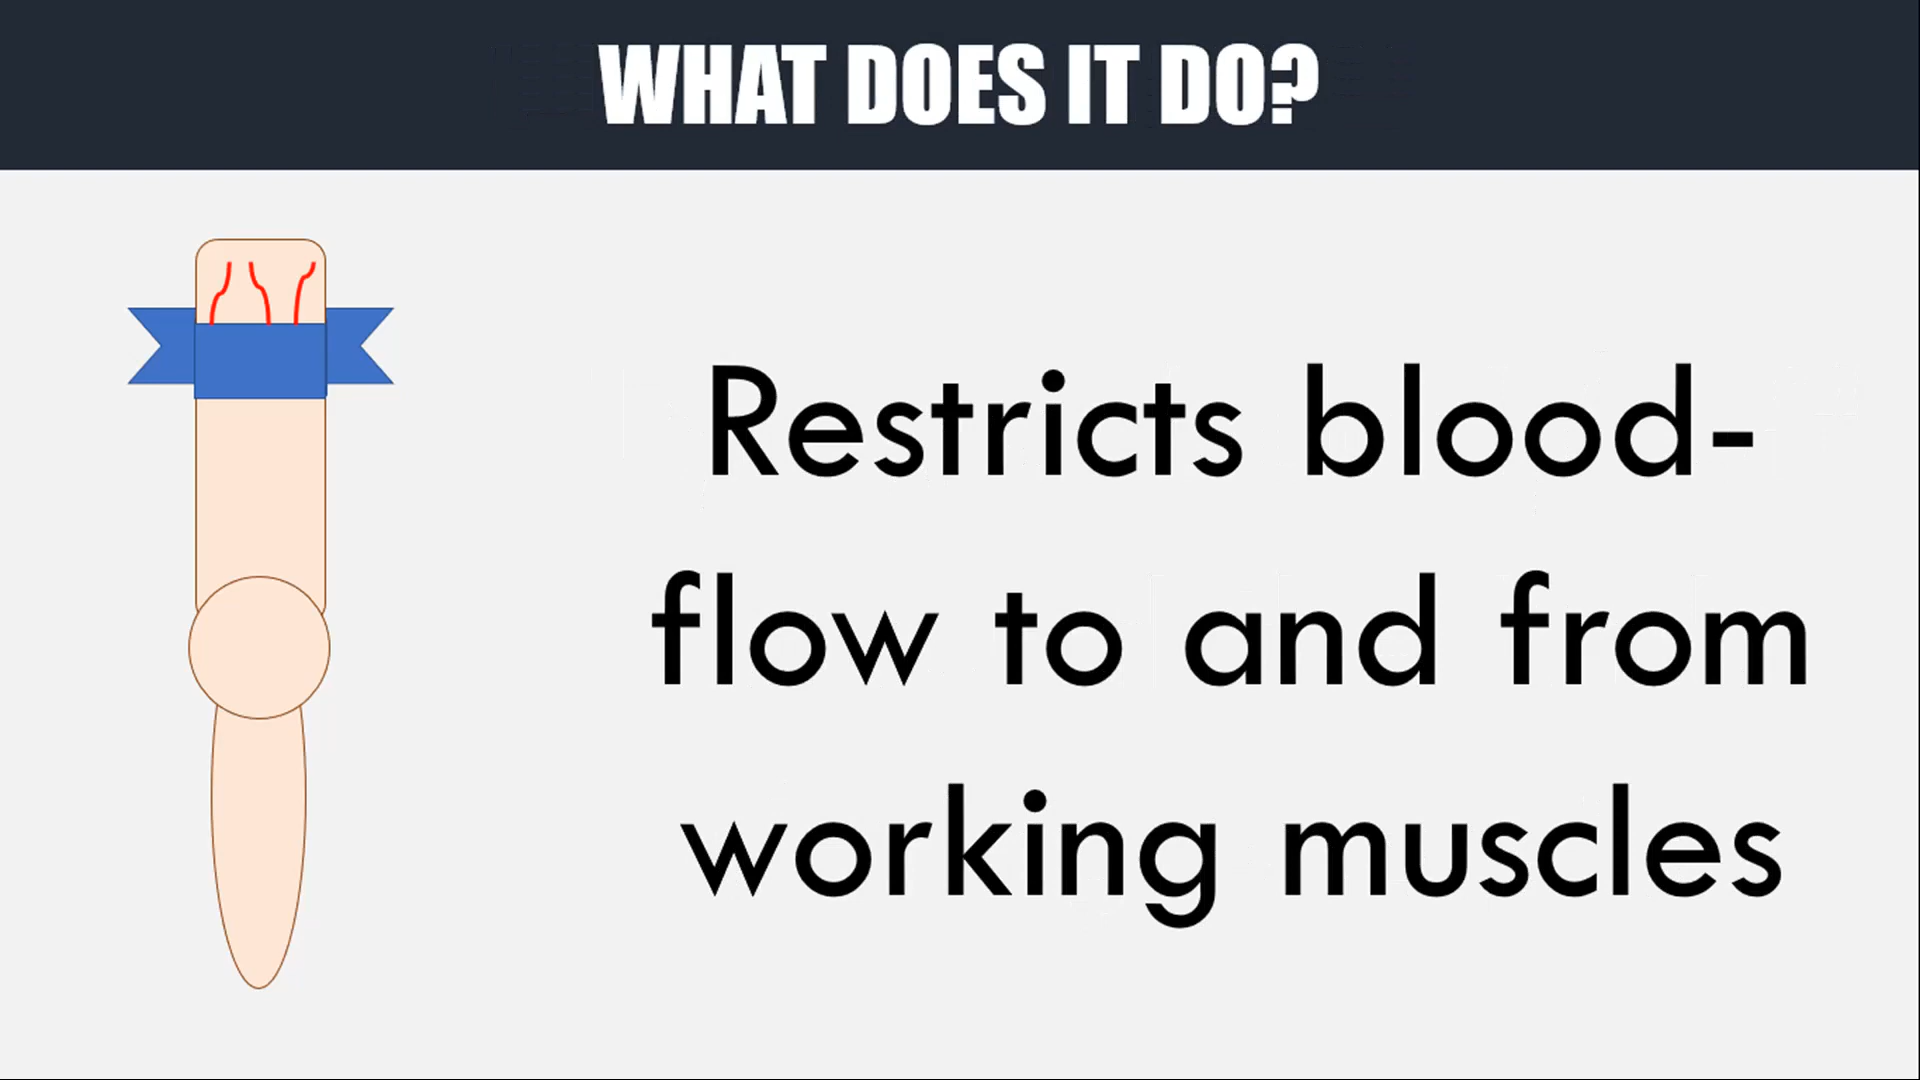 WHAT DOES IT DO?
Restricts blood-
flow to and from
working muscles